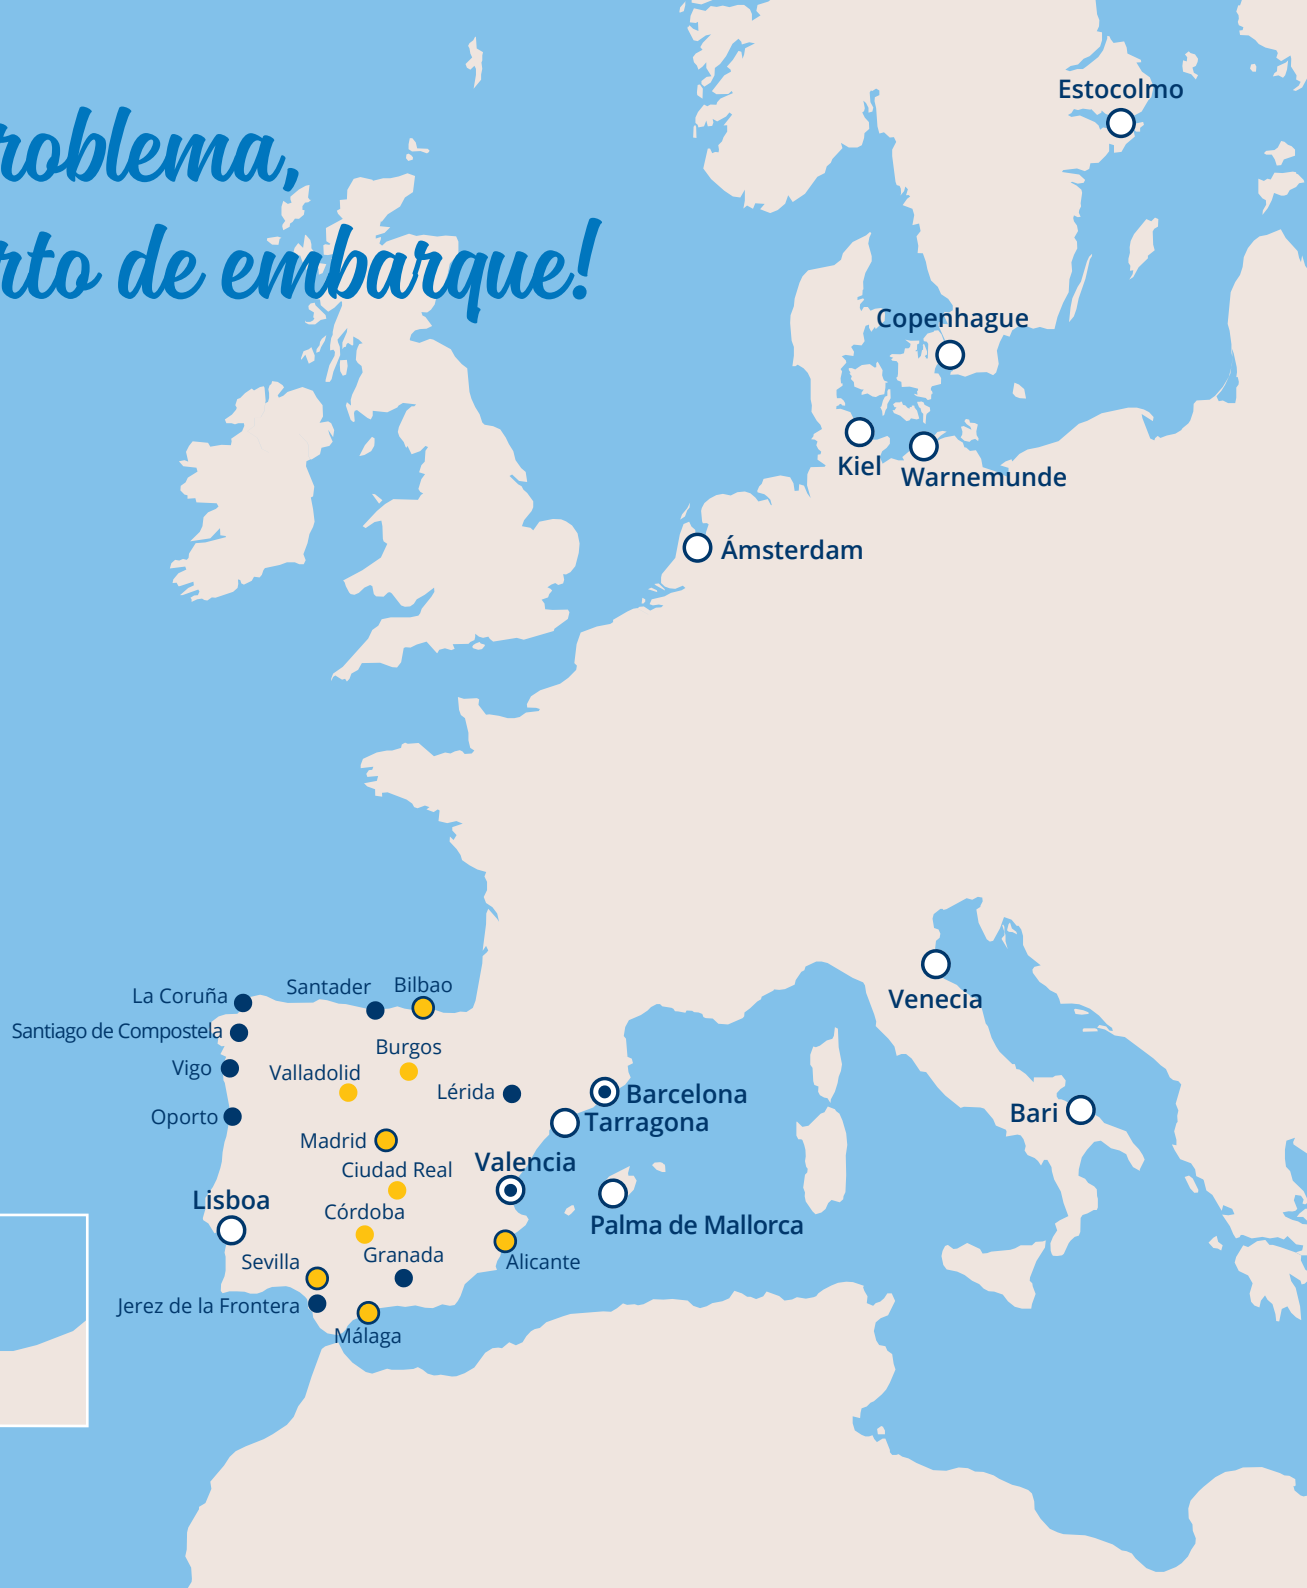 roblema,
rto de embarque!
Estocolmo
Copenhague
Kiel
Warnemunde
Ámsterdam
Venecia
La Coruña
Santader
Bilbao
Santiago de Compostela
Burgos
Vigo
Valladolid
Lérida
Barcelona
Oporto
Tarragona
Bari
Madrid
Valencia
Ciudad Real
Lisboa
Córdoba
Palma de Mallorca
Sevilla
Granada
Alicante
Jerez de la Frontera
Málaga